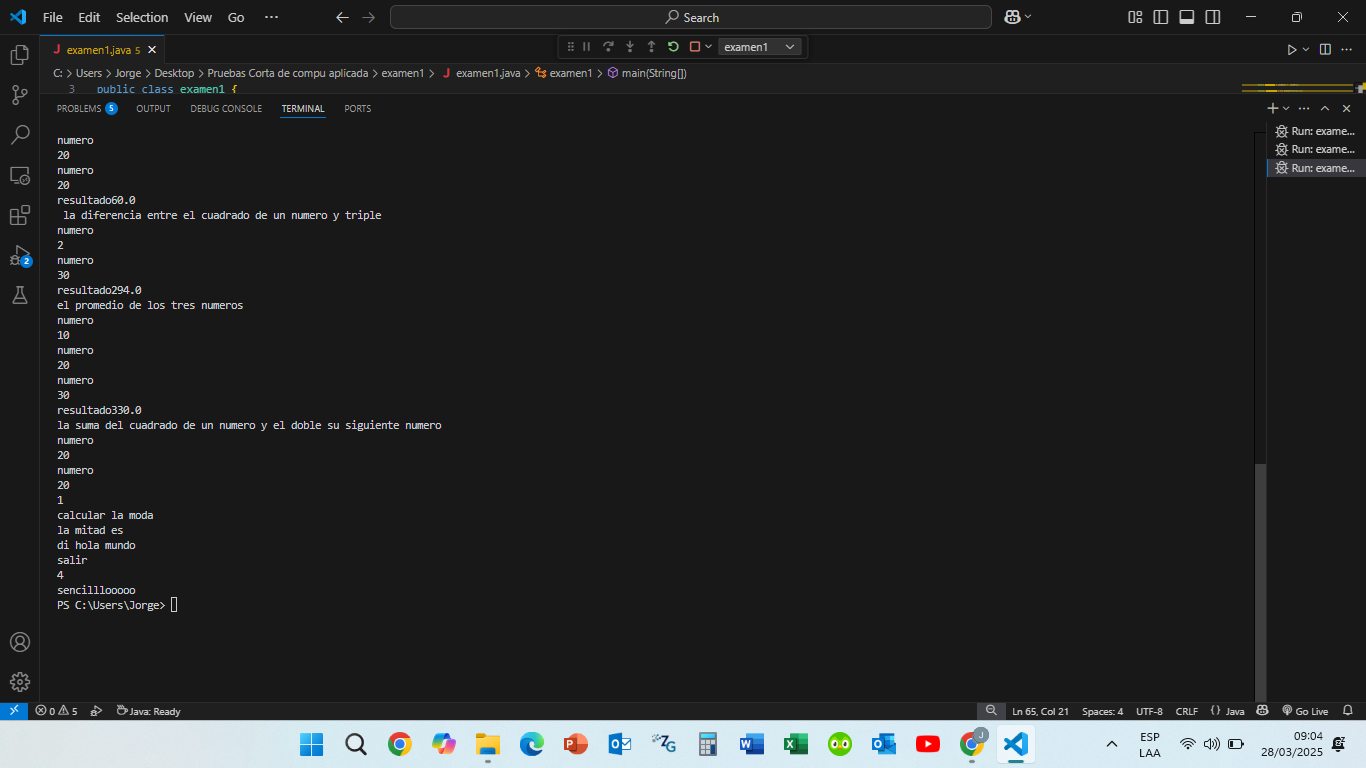 File Edit Selection View Go ··· Search
examen1.java 5
examen1
C: > Users > Jorge > Desktop > Pruebas Corta de compu aplicada > examen1 > examen1.java > examen1 > main(String[])
3 public class examen1 {
PROBLEMS 5 OUTPUT DEBUG CONSOLE TERMINAL PORTS
Run: exame...
Run: exame...
Run: exame...
numero
20
numero
20
resultado60.0
la diferencia entre el cuadrado de un numero y triple
numero
2
numero
30
resultado294.0
el promedio de los tres numeros
numero
10
numero
20
numero
30
resultado330.0
la suma del cuadrado de un numero y el doble su siguiente numero
numero
20
numero
20
1
calcular la moda
la mitad es
di hola mundo
salir
4
sencilllooooo
PS C:\Users\Jorge>
2
0 5 Java: Ready Ln 65, Col 21 Spaces: 4 UTF-8 CRLF {} Java Go Live
ESP
LAA
09:04
28/03/2025